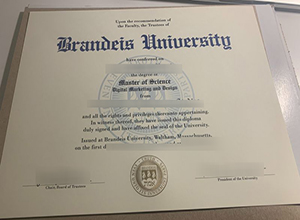 Upon the recommendation of
the Faculty, the Trustees of
Brandeis University
have conferred on
the degree of
Master of Science
Digital Marketing and Design
from
and all the rights and privileges thereunto appertaining.
In witness thereof, they have issued this diploma
duly signed and have affixed the seal of the University.
Issued at Brandeis University, Waltham, Massachusetts,
on the first d
Chair, Board of Trustees
President of the University